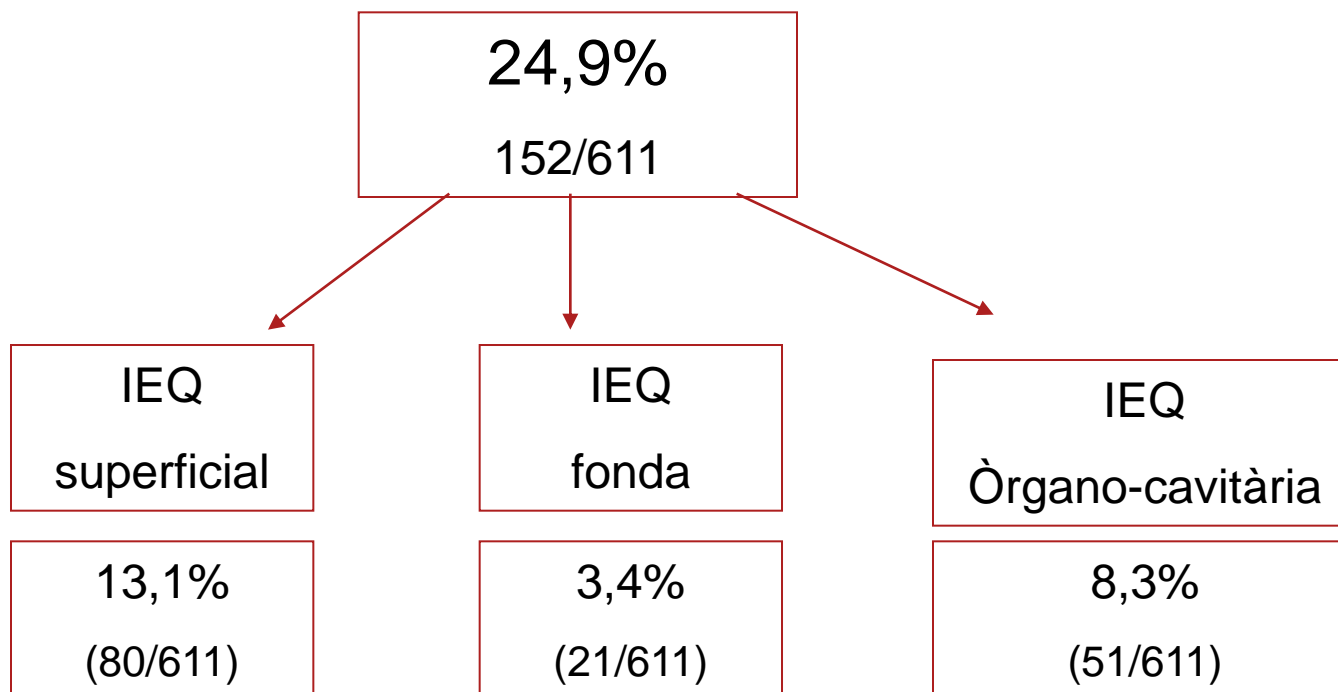 24,9%
152/611
IEQ
superficial
13,1%
(80/611)
IEQ
fonda
3,4%
(21/611)
IEQ
Òrgano-cavitària
8,3%
(51/611)